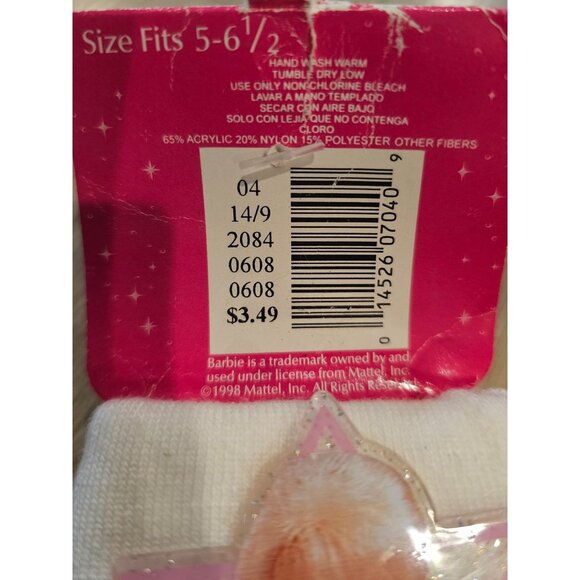 Size Fits 5-6 1/2
HAND WASH WARM
TUMBLE DRY LOW
USE ONLY NON-CHLORINE BLEACH
LAVAR A MANO TEMPLADO
SECAR CON AIRE BAJO
SOLO CON LEJIA QUE NO CONTENGA
CLORO
65% ACRYLIC 20% NYLON 15% POLYESTER OTHER FIBERS
04
14/9
2084
0608
0608
$3.49
0 14526 07040 9
Barbie is a trademark owned by and
used under license from Mattel, Inc.
©1998 Mattel, Inc. All Rights